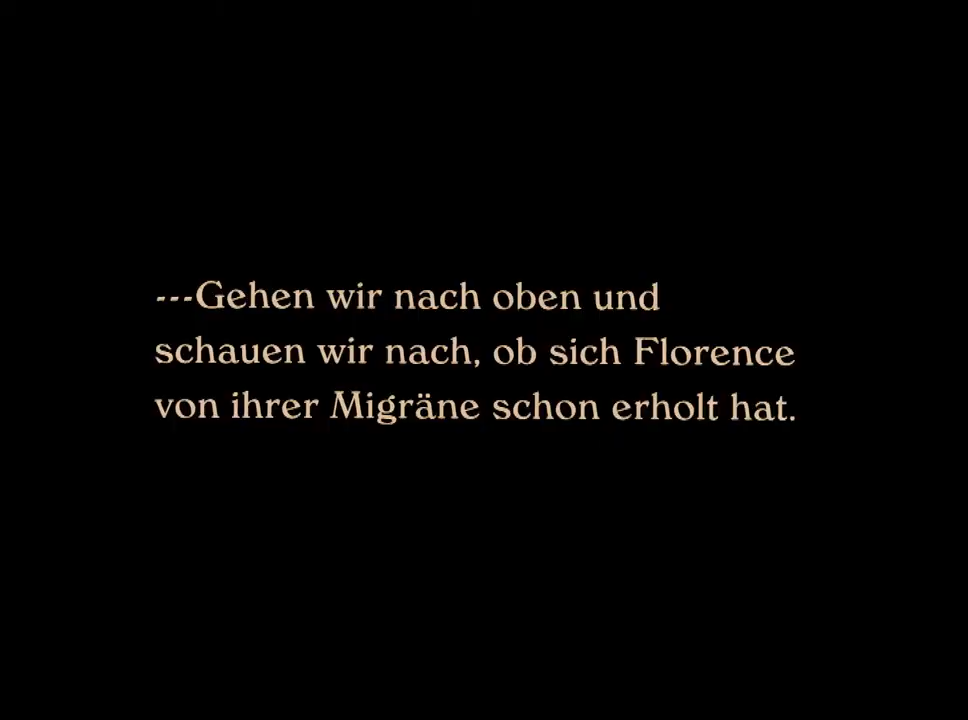 ---Gehen wir nach oben und
schauen wir nach, ob sich Florence
von ihrer Migräne schon erholt hat.